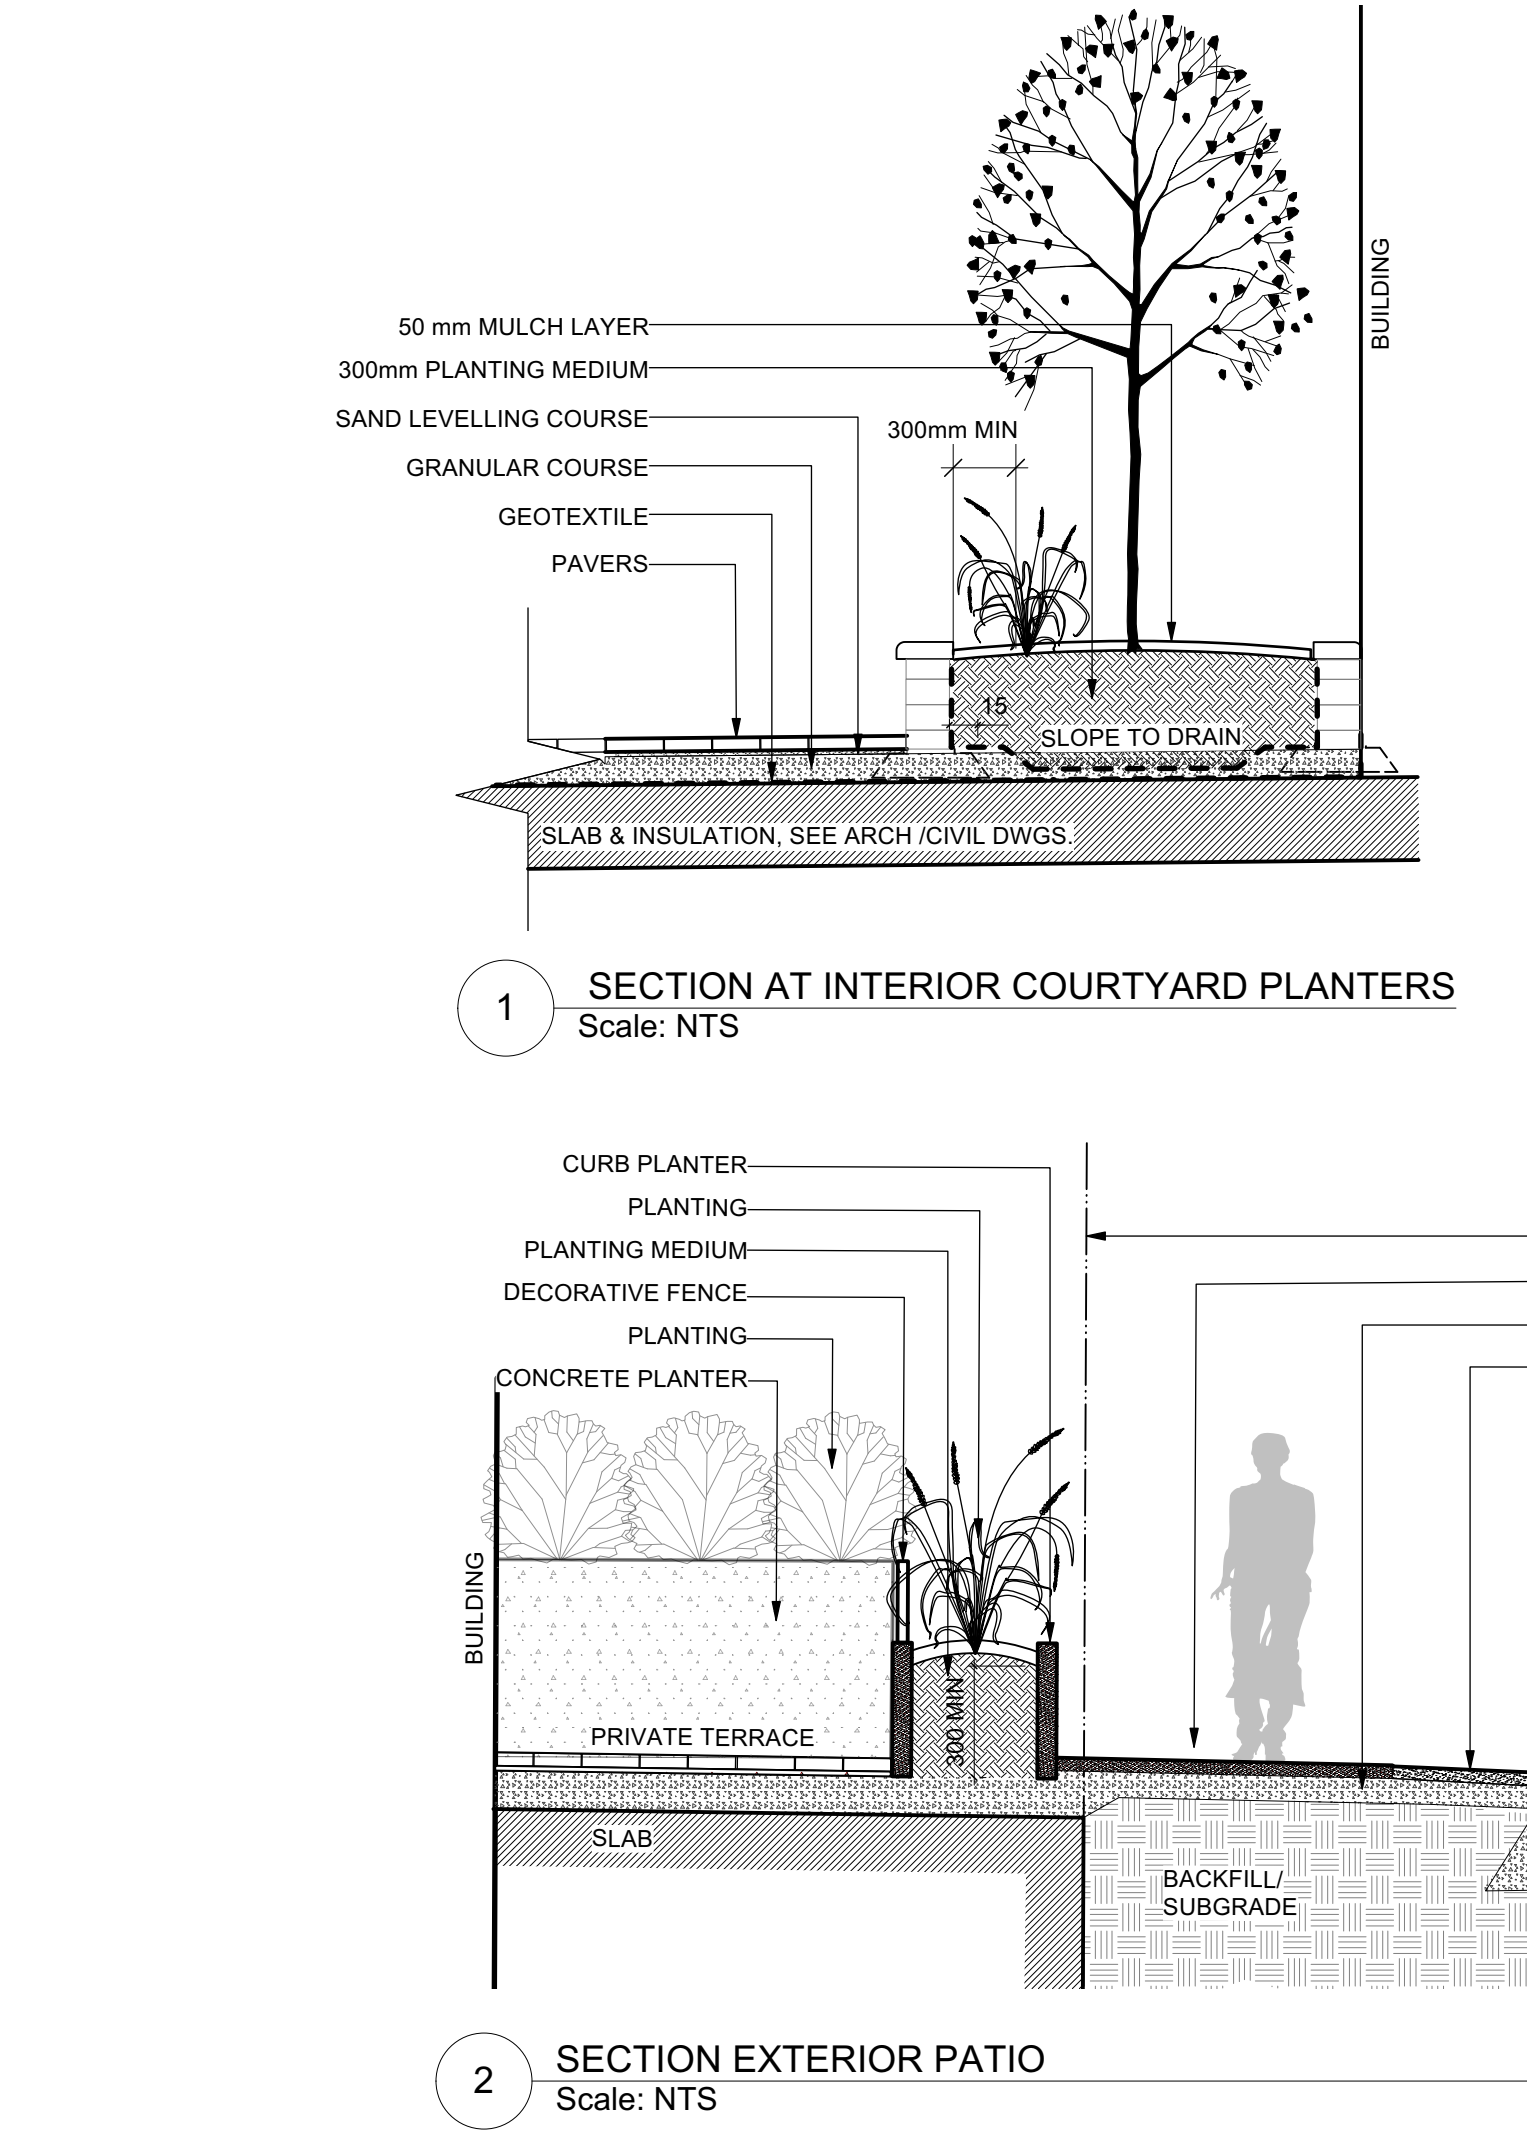 50 mm MULCH LAYER
300mm PLANTING MEDIUM
SAND LEVELLING COURSE
GRANULAR COURSE
GEOTEXTILE
PAVERS
300mm MIN
BUILDING
15
SLOPE TO DRAIN
SLAB & INSULATION, SEE ARCH /CIVIL DWGS.
1
SECTION AT INTERIOR COURTYARD PLANTERS
Scale: NTS
CURB PLANTER
PLANTING
PLANTING MEDIUM
DECORATIVE FENCE
PLANTING
CONCRETE PLANTER
BUILDING
PRIVATE TERRACE
300 MIN
SLAB
BACKFILL/
SUBGRADE
2
SECTION EXTERIOR PATIO
Scale: NTS